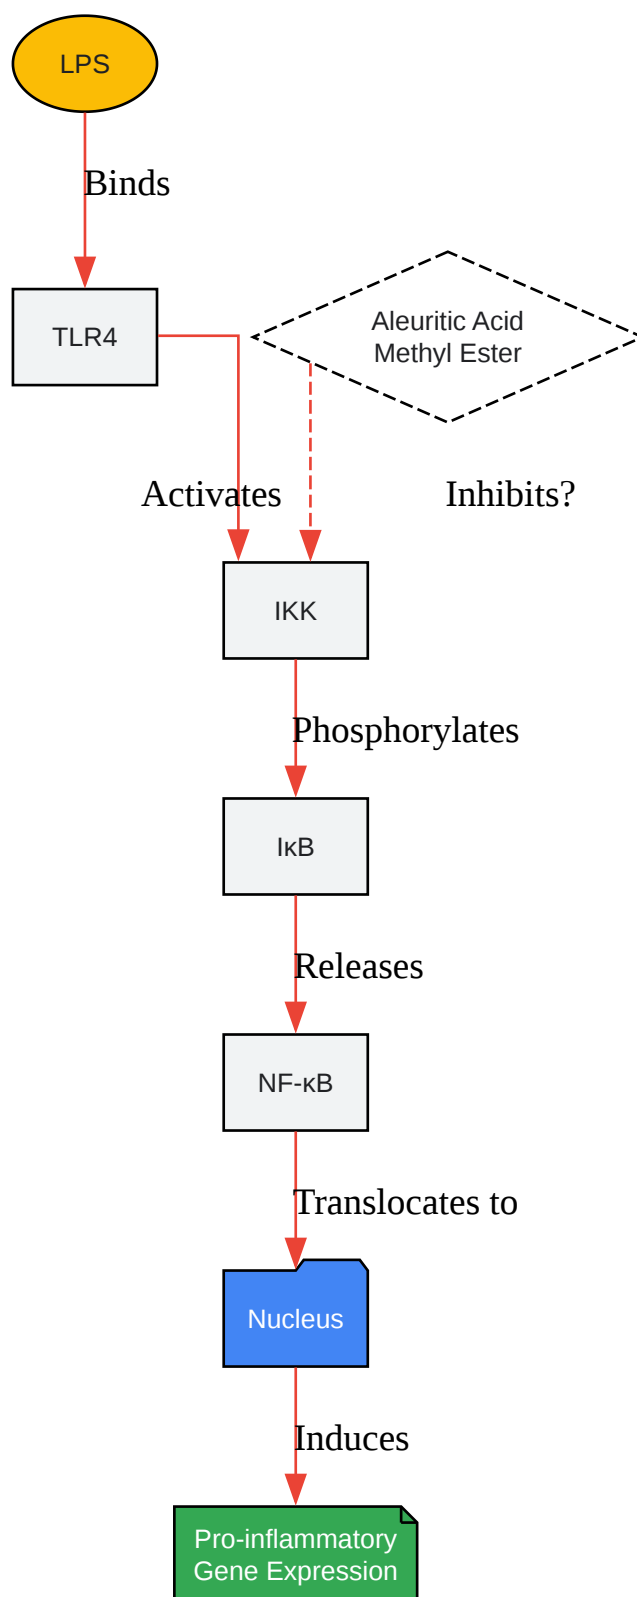 LPS
Binds
TLR4
Aleuritic Acid
Methyl Ester
Activates
Inhibits?
IKK
Phosphorylates
IκB
Releases
NF-κB
Translocates to
Nucleus
Induces
Pro-inflammatory
Gene Expression